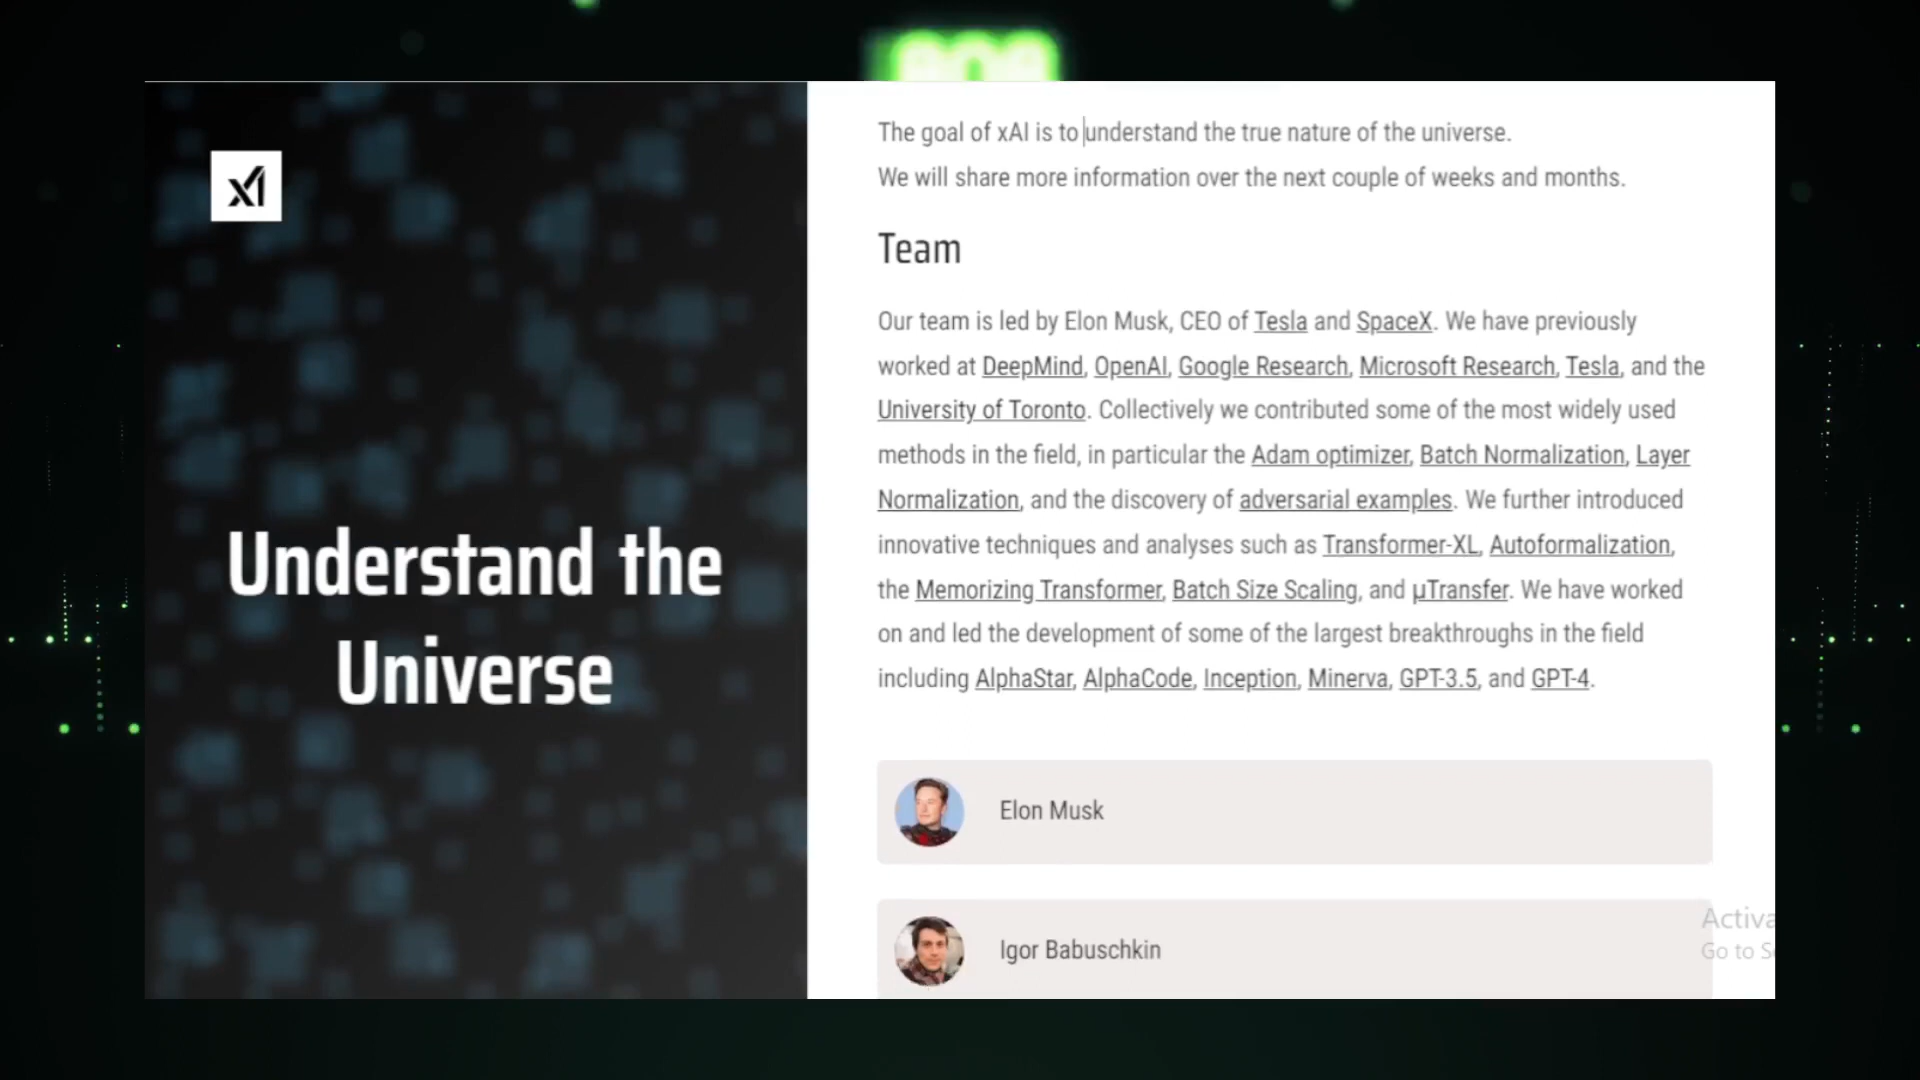 xI
Understand the
Universe
The goal of xAI is to understand the true nature of the universe.
We will share more information over the next couple of weeks and months.
Team
Our team is led by Elon Musk, CEO of Tesla and SpaceX. We have previously
worked at DeepMind, OpenAI, Google Research, Microsoft Research, Tesla, and the
University of Toronto. Collectively we contributed some of the most widely used
methods in the field, in particular the Adam optimizer, Batch Normalization, Layer
Normalization, and the discovery of adversarial examples. We further introduced
innovative techniques and analyses such as Transformer-XL, Autoformalization,
the Memorizing Transformer, Batch Size Scaling, and μTransfer. We have worked
on and led the development of some of the largest breakthroughs in the field
including AlphaStar, AlphaCode, Inception, Minerva, GPT-3.5, and GPT-4.
Elon Musk
Igor Babuschkin
Activa
Go to S